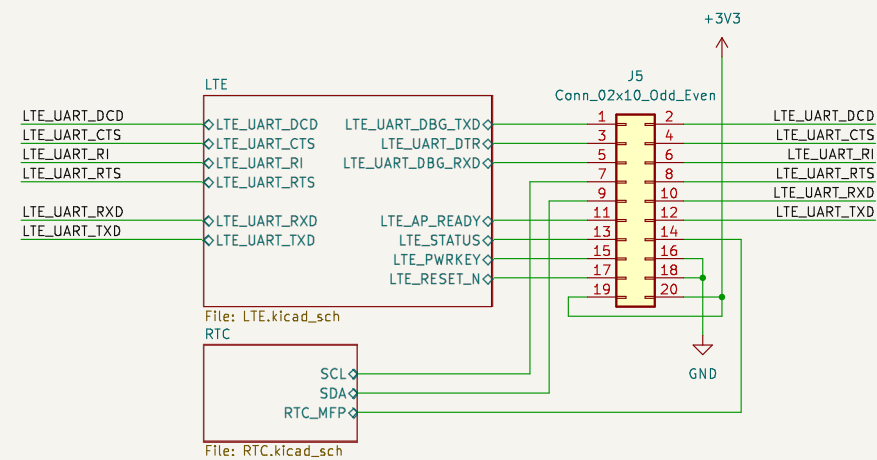 +3V3
J5
Conn_02x10_Odd_Even
LTE
LTE_UART_DCD
LTE_UART_CTS
LTE_UART_RI
LTE_UART_RTS
LTE_UART_RXD
LTE_UART_TXD
LTE_UART_DCD
LTE_UART_CTS
LTE_UART_RI
LTE_UART_RTS
LTE_UART_RXD
LTE_UART_TXD
LTE_UART_DBG_TXD
LTE_UART_DTR
LTE_UART_DBG_RXD
LTE_AP_READY
LTE_STATUS
LTE_PWRKEY
LTE_RESET_N
File: LTE.kicad_sch
1 2
3 4
5 6
7 8
9 10
11 12
13 14
15 16
17 18
19 20
LTE_UART_DCD
LTE_UART_CTS
LTE_UART_RI
LTE_UART_RTS
LTE_UART_RXD
LTE_UART_TXD
GND
RTC
SCL
SDA
RTC_MFP
File: RTC.kicad_sch